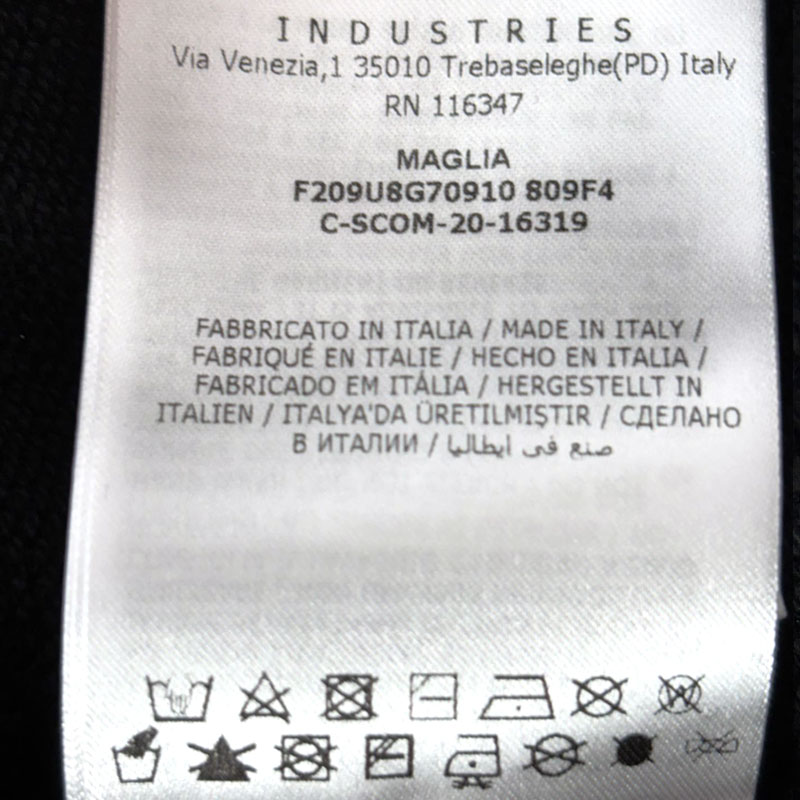 INDUSTRIES
Via Venezia,1 35010 Trebaseleghe(PD) Italy
RN 116347
MAGLIA
F209U8G70910 809F4
C-SCOM-20-16319
FABBRICATO IN ITALIA / MADE IN ITALY /
FABRIQUÉ EN ITALIE / HECHO EN ITALIA /
FABRICADO EM ITÁLIA / HERGESTELLT IN
ITALIEN / ITALYA'DA ÜRETILMIŞTIR / СДЕЛАНО
В ИТАЛИИ / صنع في ايطاليا
W